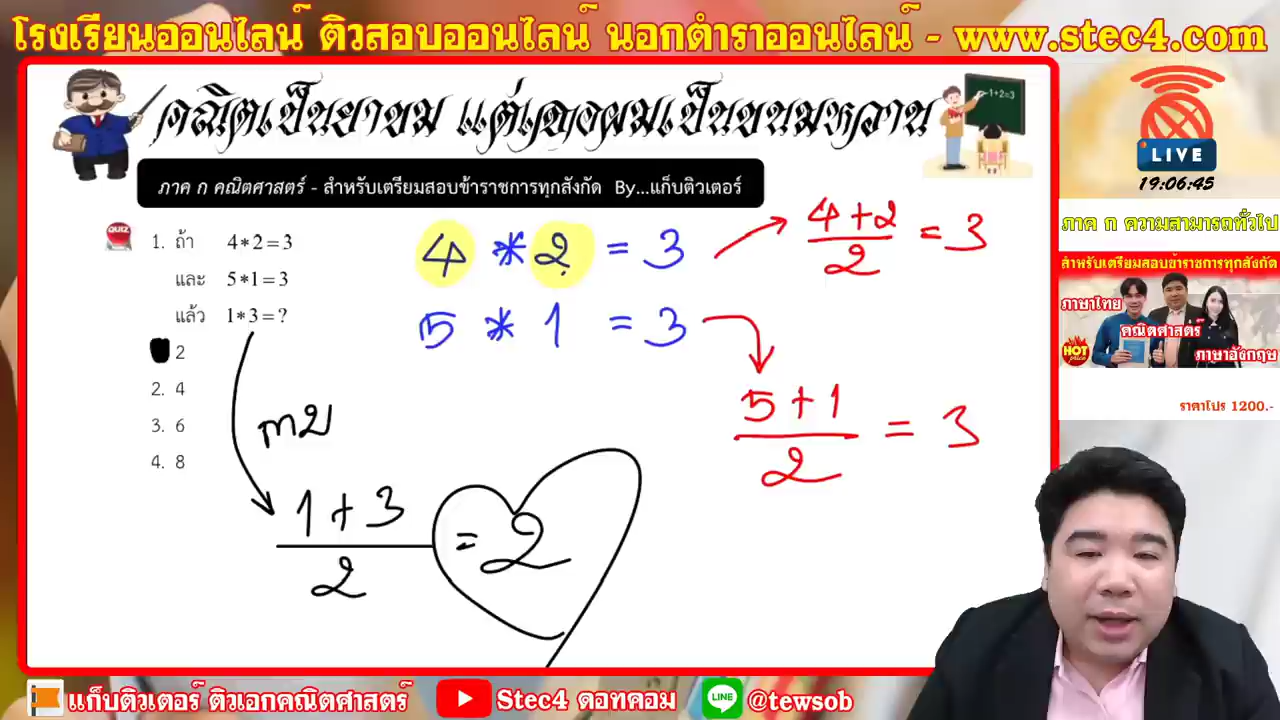 โรงเรียนออนไลน์ ติวสอบออนไลน์ นอกตำราออนไลน์ - www.stec4.com
คณิตเป็นยาขม แต่เธอผมเป็นขนมหวาน
1+2=3
LIVE
19:06:45
ภาค ก คณิตศาสตร์ - สำหรับเตรียมสอบข้าราชการทุกสังกัด By...แก็บติวเตอร์
QUIZ
1. ถ้า 4*2=3
และ 5*1=3
แล้ว 1*3=?
2
2. 4
3. 6
4. 8
4 * 2 = 3
5 * 1 = 3
4+2
2
= 3
5+1
2
= 3
ตอบ
1+3
2
= 2
ภาค ก ความสามารถทั่วไป
สำหรับเตรียมสอบข้าราชการทุกสังกัด
ภาษาไทย
คณิตศาสตร์
ภาษาอังกฤษ
HOT
price
ราคาโปร 1200.-
แก็บติวเตอร์ ติวเอกคณิตศาสตร์
Stec4 ดอทคอม
LINE
@tewsob